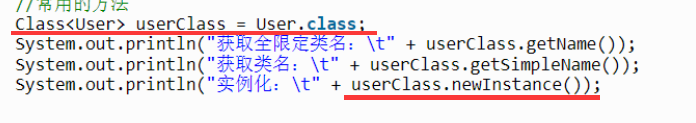 //常用的方法
Class<User> userClass = User.class;
System.out.println("获取全限定类名：\t" + userClass.getName());
System.out.println("获取类名：\t" + userClass.getSimpleName());
System.out.println("实例化：\t" + userClass.newInstance());